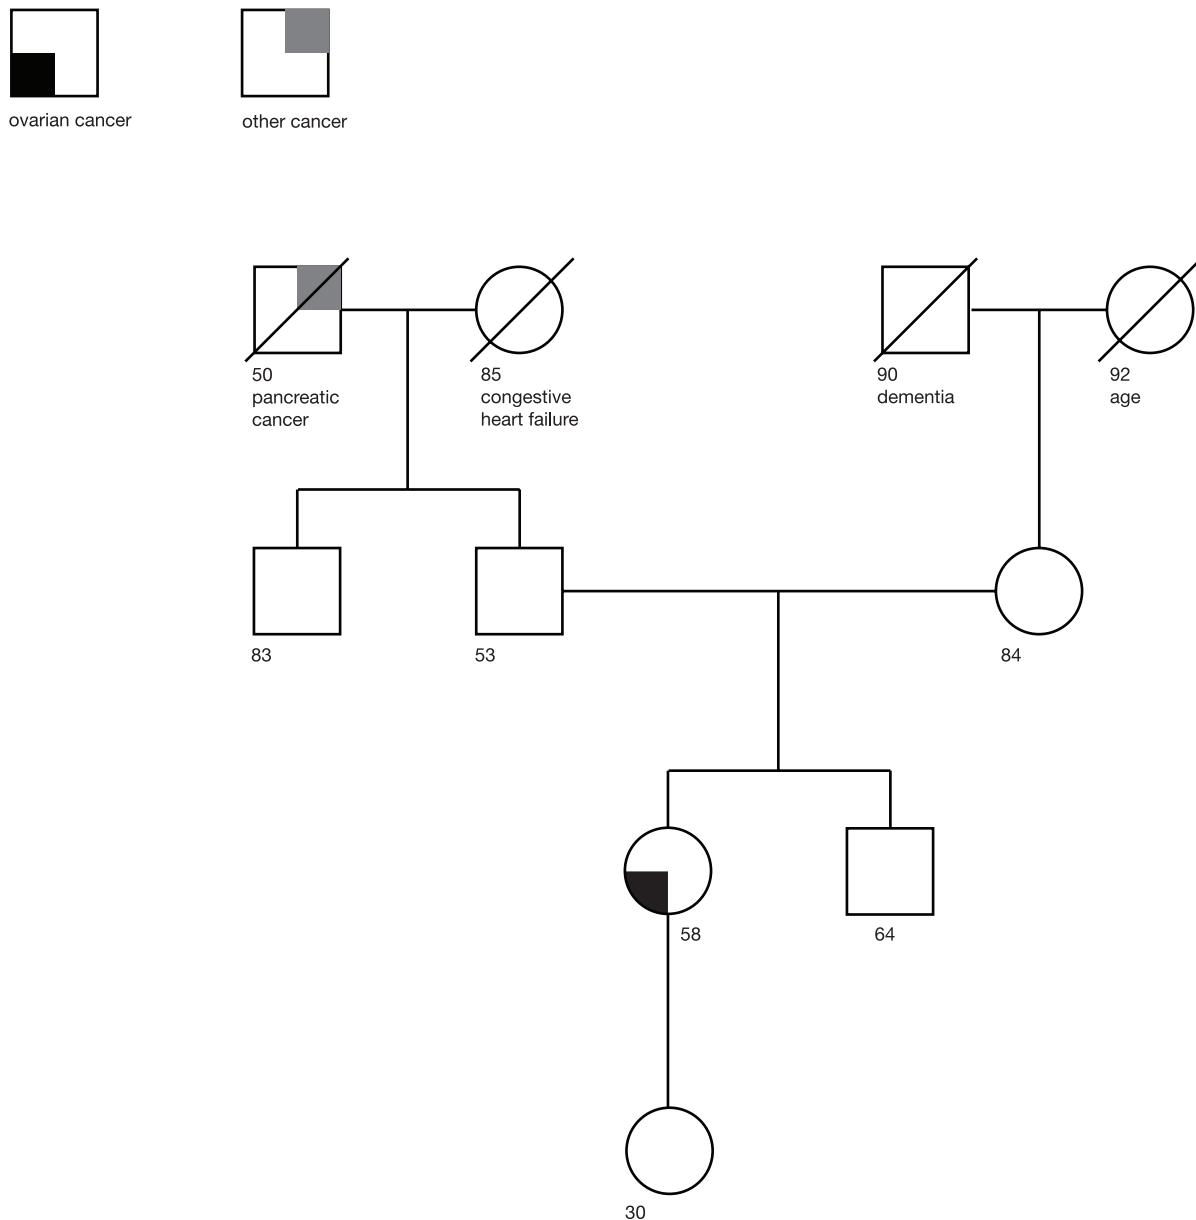 ovarian cancer
other cancer
50
pancreatic
cancer
85
congestive
heart failure
90
dementia
92
age
83
53
84
58
64
30